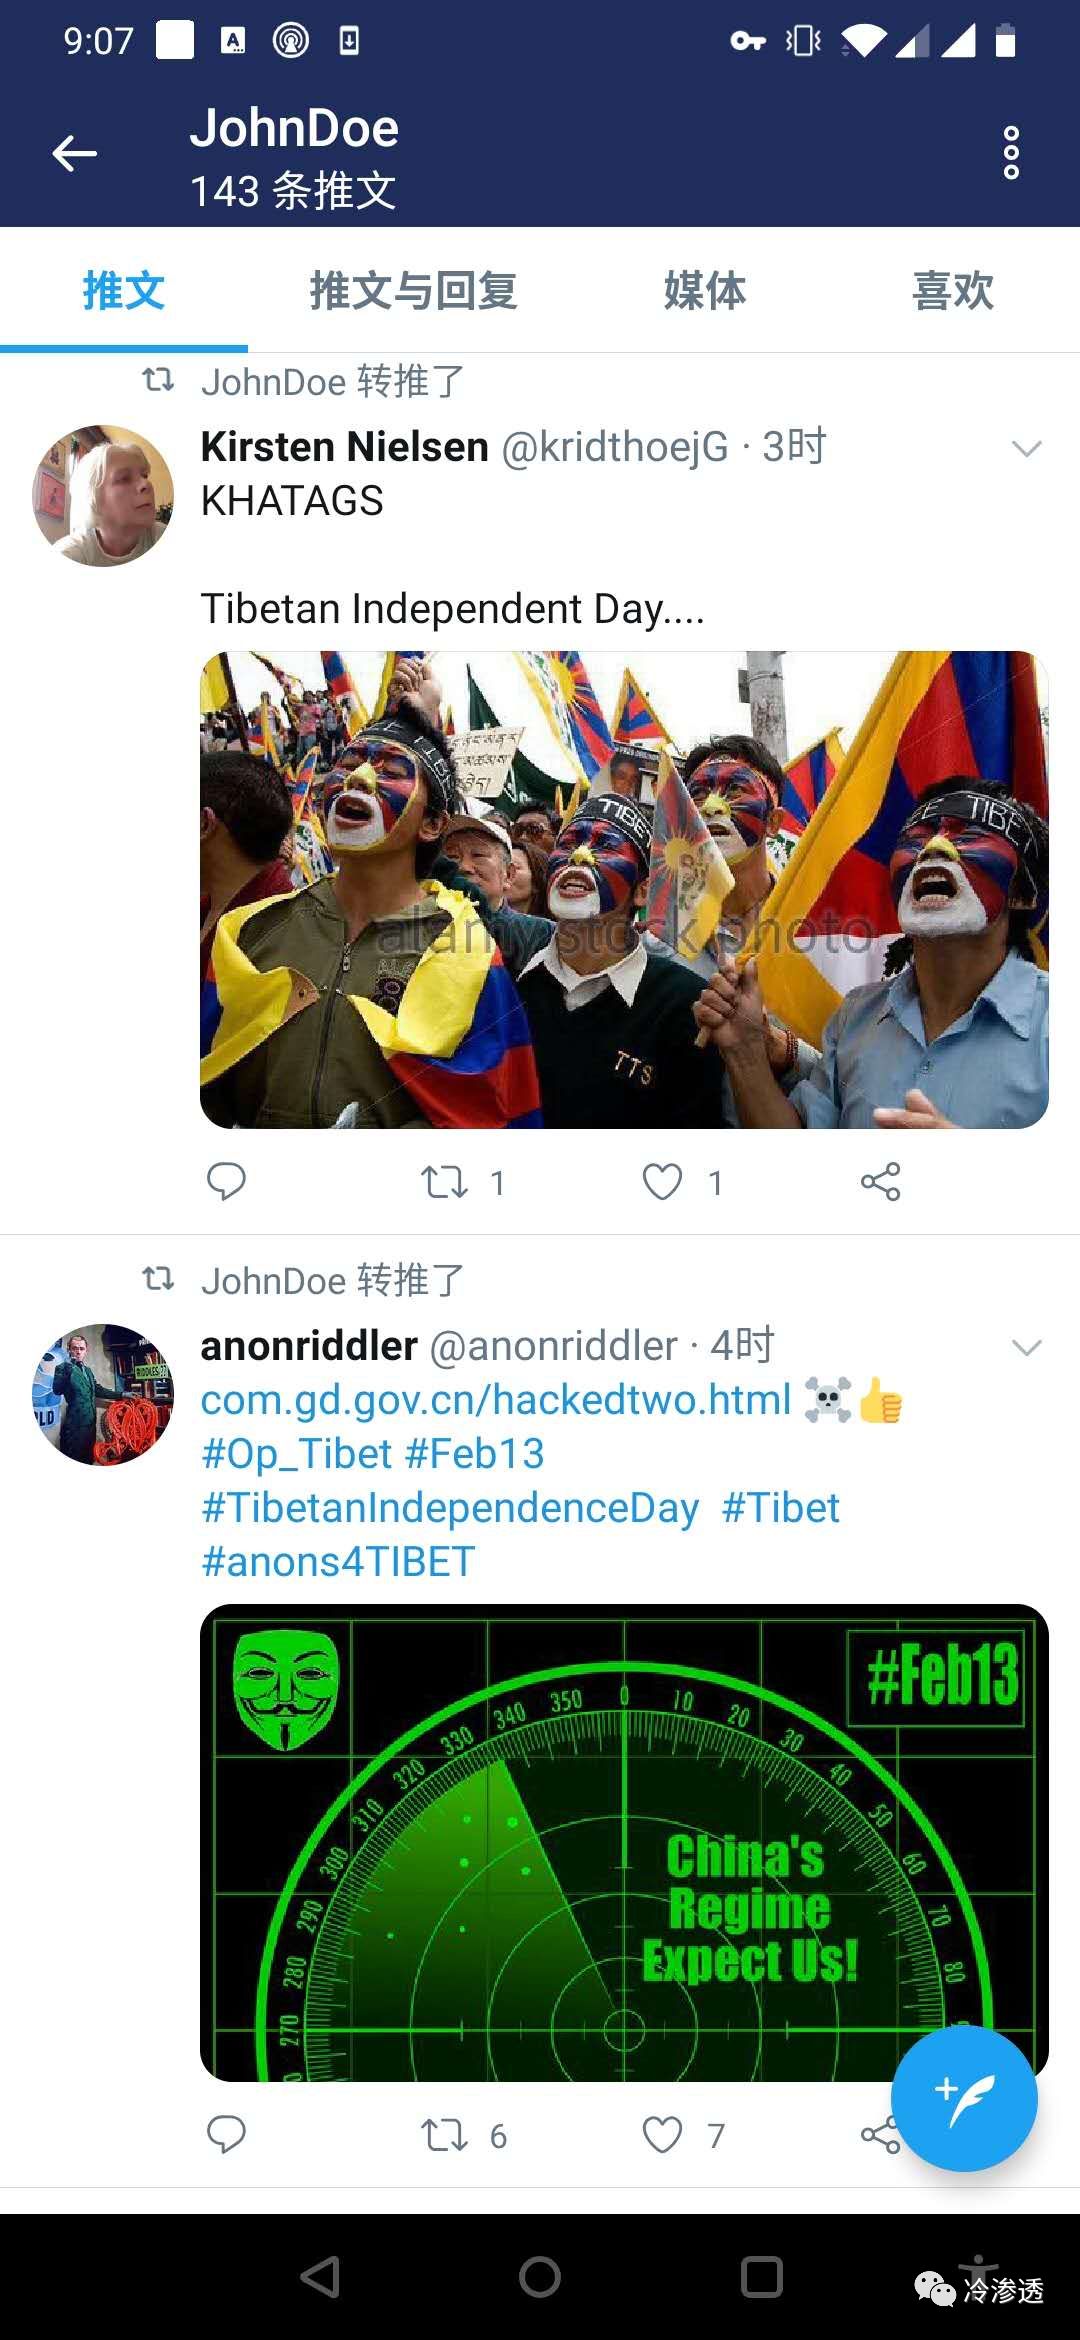 9:07
JohnDoe
143 条推文
推文 推文与回复 媒体 喜欢
JohnDoe 转推了
Kirsten Nielsen @kridthoejG · 3时
KHATAGS
Tibetan Independent Day....
TIBE
E TIBE
alamy stock photo
TTS
1 1
JohnDoe 转推了
anonriddler @anonriddler · 4时
com.gd.gov.cn/hackedtwo.html ☠️👍
#Op_Tibet #Feb13
#TibetanIndependenceDay #Tibet
#anons4TIBET
#Feb13
270 280 290 300 310 320 330 340 350 0 10 20 30 40 50 60 70 80
China's
Regime
Expect Us!
6 7
冷渗透